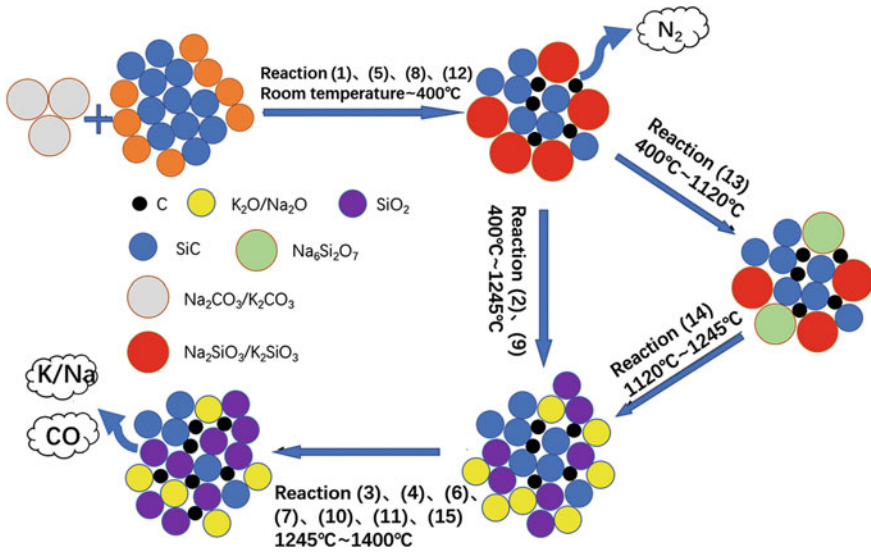 N₂
Reaction (1)、(5)、(8)、(12)
Room temperature~400℃
+
Reaction (13)
400℃~1120℃
C
K₂O/Na₂O
SiO₂
SiC
Na₆Si₂O₇
Na₂CO₃/K₂CO₃
Na₂SiO₃/K₂SiO₃
Reaction (2)、(9)
400℃~1245℃
Reaction (14)
1120℃~1245℃
K/Na
CO
Reaction (3)、(4)、(6)、
(7)、(10)、(11)、(15)
1245℃~1400℃